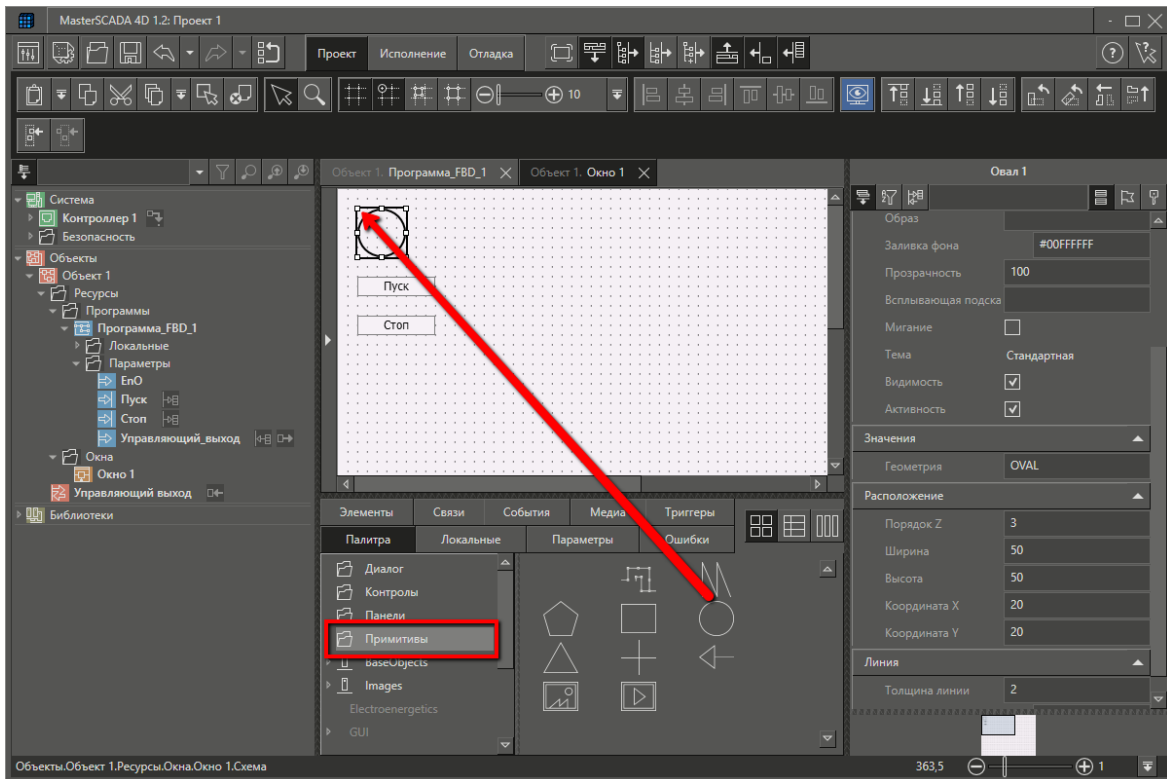 MasterSCADA 4D 1.2: Проект 1
Проект Исполнение Отладка
10
Объект 1. Программа_FBD_1
Объект 1. Окно 1
Овал 1
Система
Контроллер 1
Безопасность
Объекты
Объект 1
Ресурсы
Программы
Программа_FBD_1
Локальные
Параметры
EnO
Пуск
Стоп
Управляющий_выход
Окна
Окно 1
Управляющий выход
Библиотеки
Пуск
Стоп
Элементы Связи События Медиа Триггеры
Палитра Локальные Параметры Ошибки
Диалог
Контролы
Панели
Примитивы
BaseObjects
Images
Electroenergetics
GUI
Образ
Заливка фона #00FFFFFF
Прозрачность 100
Всплывающая подска
Мигание
Тема Стандартная
Видимость
Активность
Значения
Геометрия OVAL
Расположение
Порядок Z 3
Ширина 50
Высота 50
Координата X 20
Координата Y 20
Линия
Толщина линии 2
Объекты.Объект 1.Ресурсы.Окна.Окно 1.Схема
363,5
1